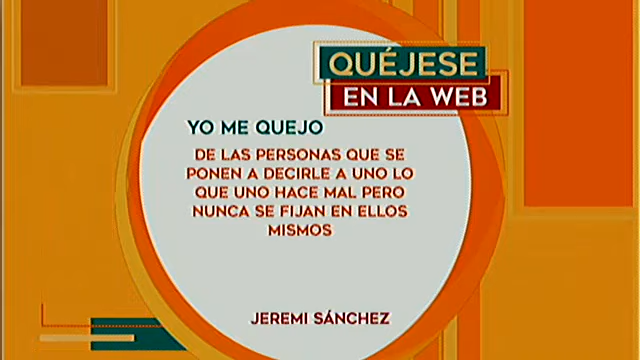 QUÉJESE
EN LA WEB
YO ME QUEJO
DE LAS PERSONAS QUE SE
PONEN A DECIRLE A UNO LO
QUE UNO HACE MAL PERO
NUNCA SE FIJAN EN ELLOS
MISMOS
JEREMI SÁNCHEZ